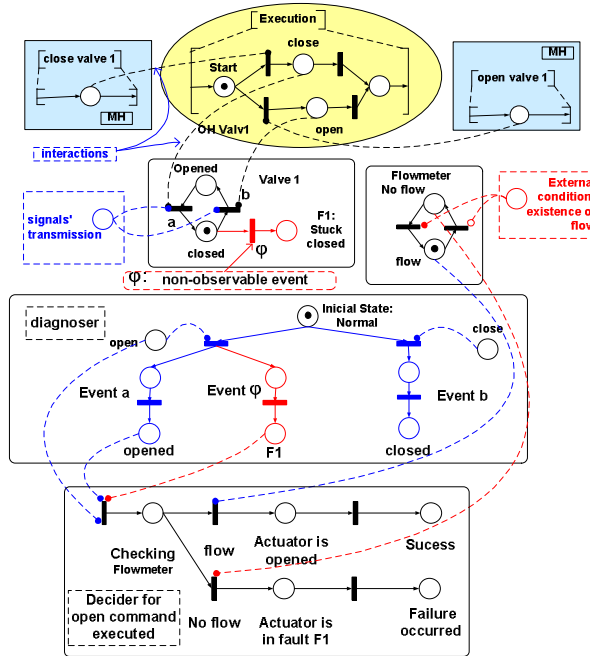 Execution
close valve 1
MH
Start
close
OH Valv1
open
MH
open valve 1
interactions
signals'
transmission
Opened
Valve 1
a
b
closed
φ
F1:
Stuck
closed
φ: non-observable event
Flowmeter
No flow
flow
External
condition
existence o
flow
diagnoser
open
Inicial State:
Normal
close
Event a
Event φ
Event b
opened
F1
closed
Checking
Flowmeter
flow
Actuator is
opened
Sucess
Decider for
open command
executed
No flow
Actuator is
in fault F1
Failure
occurred